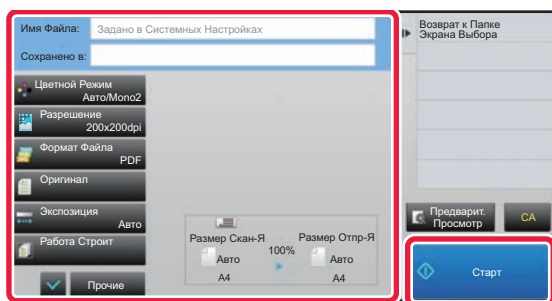 Имя Файла: Задано в Системных Настройках
Сохранено в:
Цветной Режим
Авто/Mono2
Разрешение
200x200dpi
Формат Файла
PDF
Оригинал
Экспозиция
Авто
Работа Строит
Прочие
Размер Скан-Я
Авто
A4
100%
Размер Отпр-Я
Авто
A4
Возврат к Папке
Экрана Выбора
Предварит.
Просмотр
CA
Старт